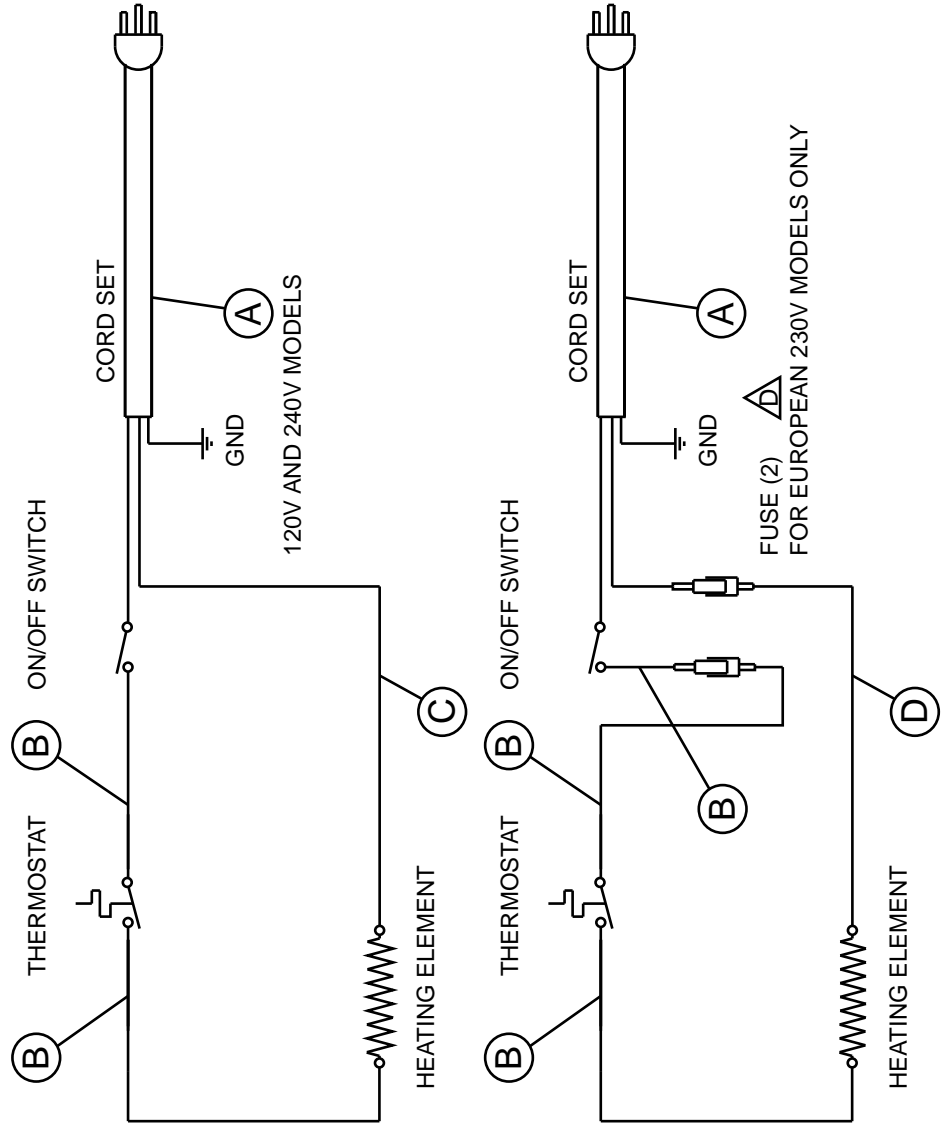 CORD SET
A
GND
120V AND 240V MODELS
ON/OFF SWITCH
B
THERMOSTAT
B
C
HEATING ELEMENT
CORD SET
A
GND
FUSE (2)
D
FOR EUROPEAN 230V MODELS ONLY
ON/OFF SWITCH
B
B
THERMOSTAT
B
D
HEATING ELEMENT